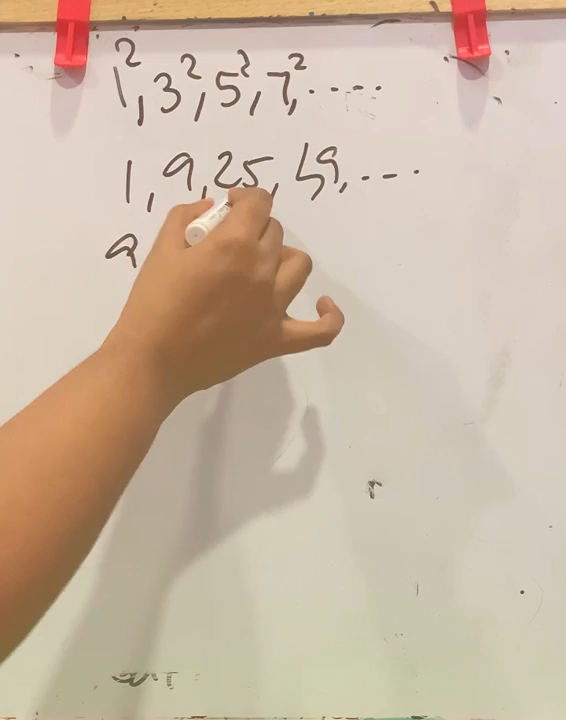 1², 3², 5², 7², ....
1, 9, 25, 49, ...
a